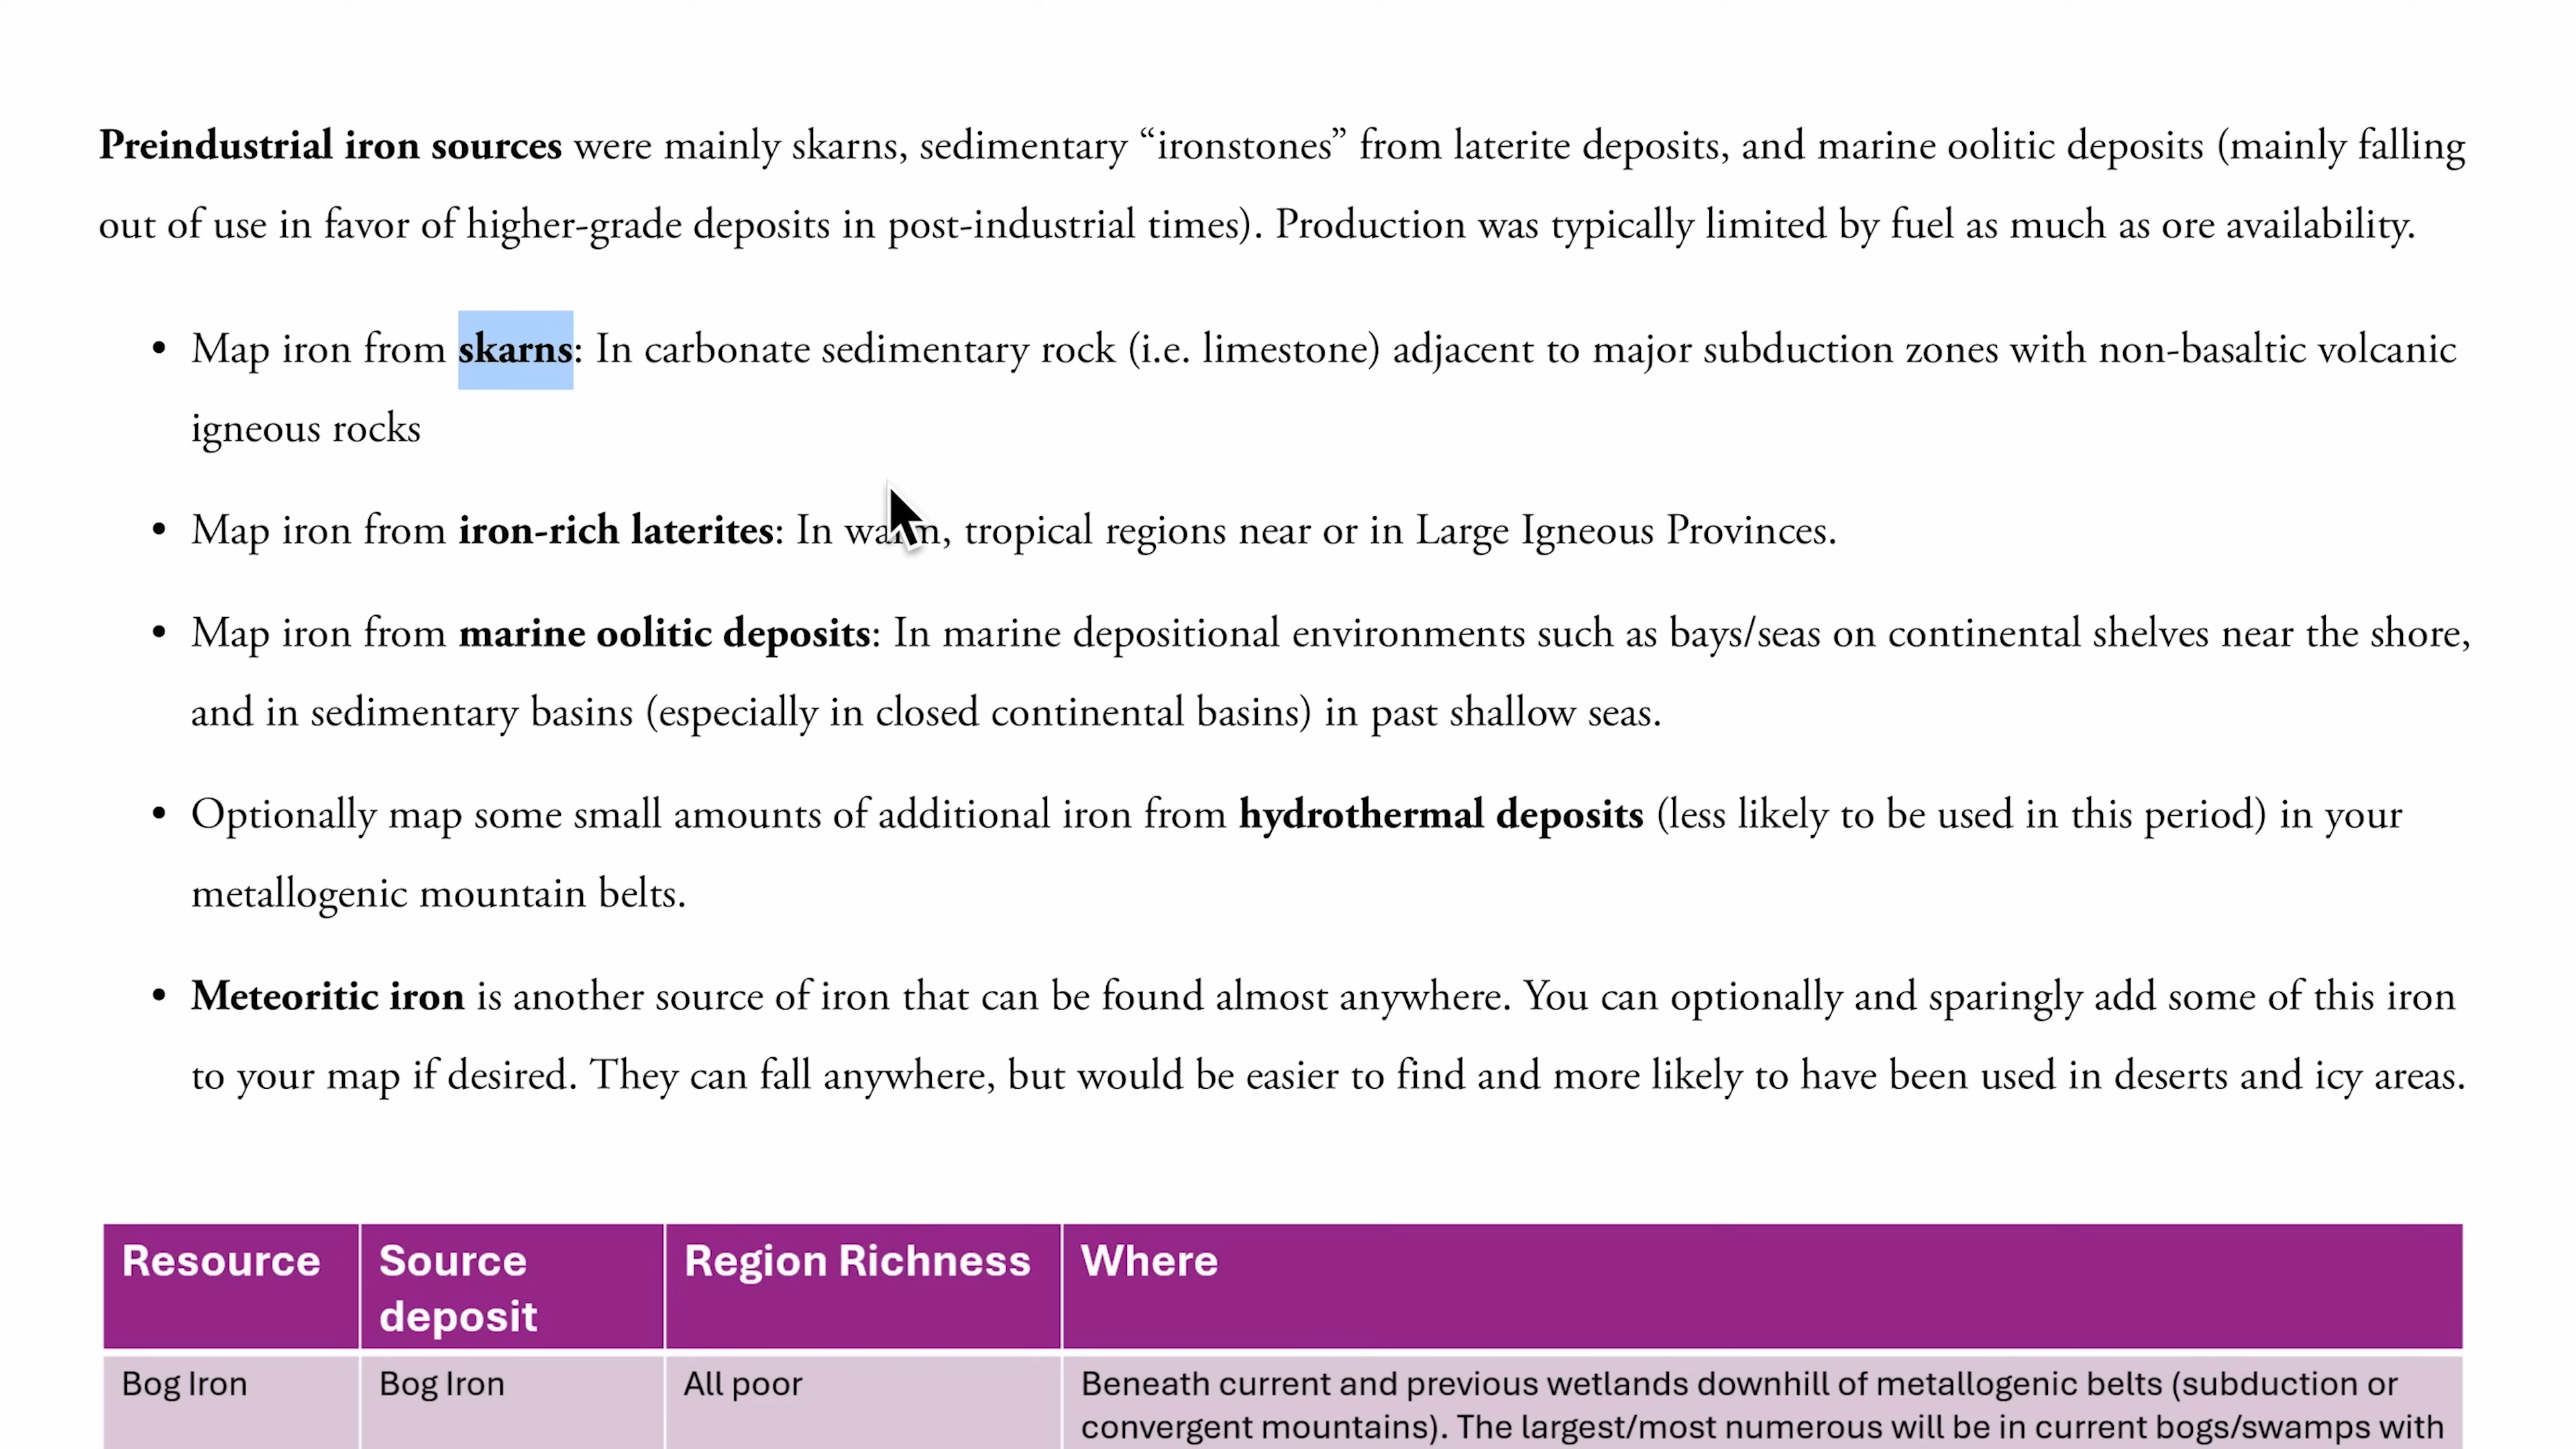 Preindustrial iron sources were mainly skarns, sedimentary “ironstones” from laterite deposits, and marine oolitic deposits (mainly falling
out of use in favor of higher-grade deposits in post-industrial times). Production was typically limited by fuel as much as ore availability.
• Map iron from skarns: In carbonate sedimentary rock (i.e. limestone) adjacent to major subduction zones with non-basaltic volcanic
igneous rocks
• Map iron from iron-rich laterites: In warm, tropical regions near or in Large Igneous Provinces.
• Map iron from marine oolitic deposits: In marine depositional environments such as bays/seas on continental shelves near the shore,
and in sedimentary basins (especially in closed continental basins) in past shallow seas.
• Optionally map some small amounts of additional iron from hydrothermal deposits (less likely to be used in this period) in your
metallogenic mountain belts.
• Meteoritic iron is another source of iron that can be found almost anywhere. You can optionally and sparingly add some of this iron
to your map if desired. They can fall anywhere, but would be easier to find and more likely to have been used in deserts and icy areas.
Resource
Source
deposit
Region Richness
Where
Bog Iron
Bog Iron
All poor
Beneath current and previous wetlands downhill of metallogenic belts (subduction or
convergent mountains). The largest/most numerous will be in current bogs/swamps with